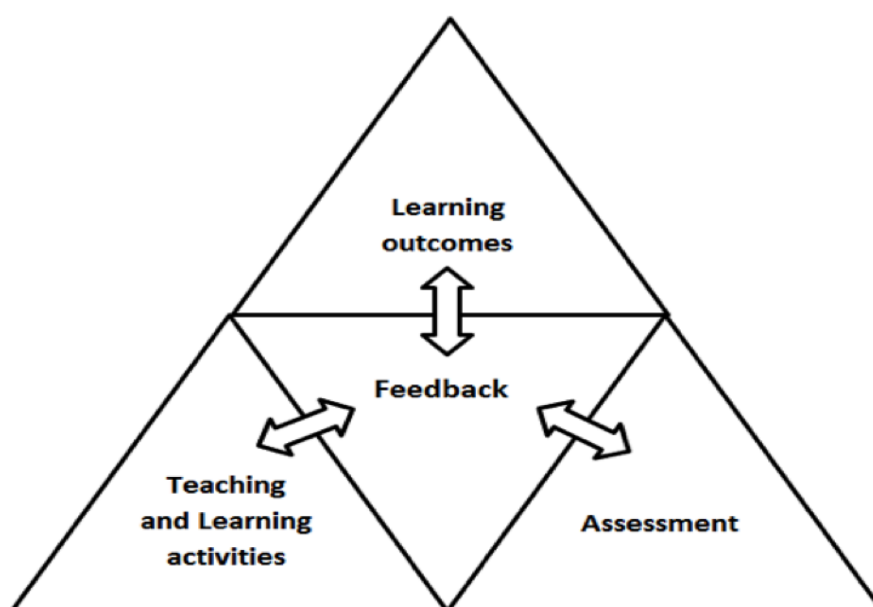 Learning
outcomes
Feedback
Teaching
and Learning
activities
Assessment